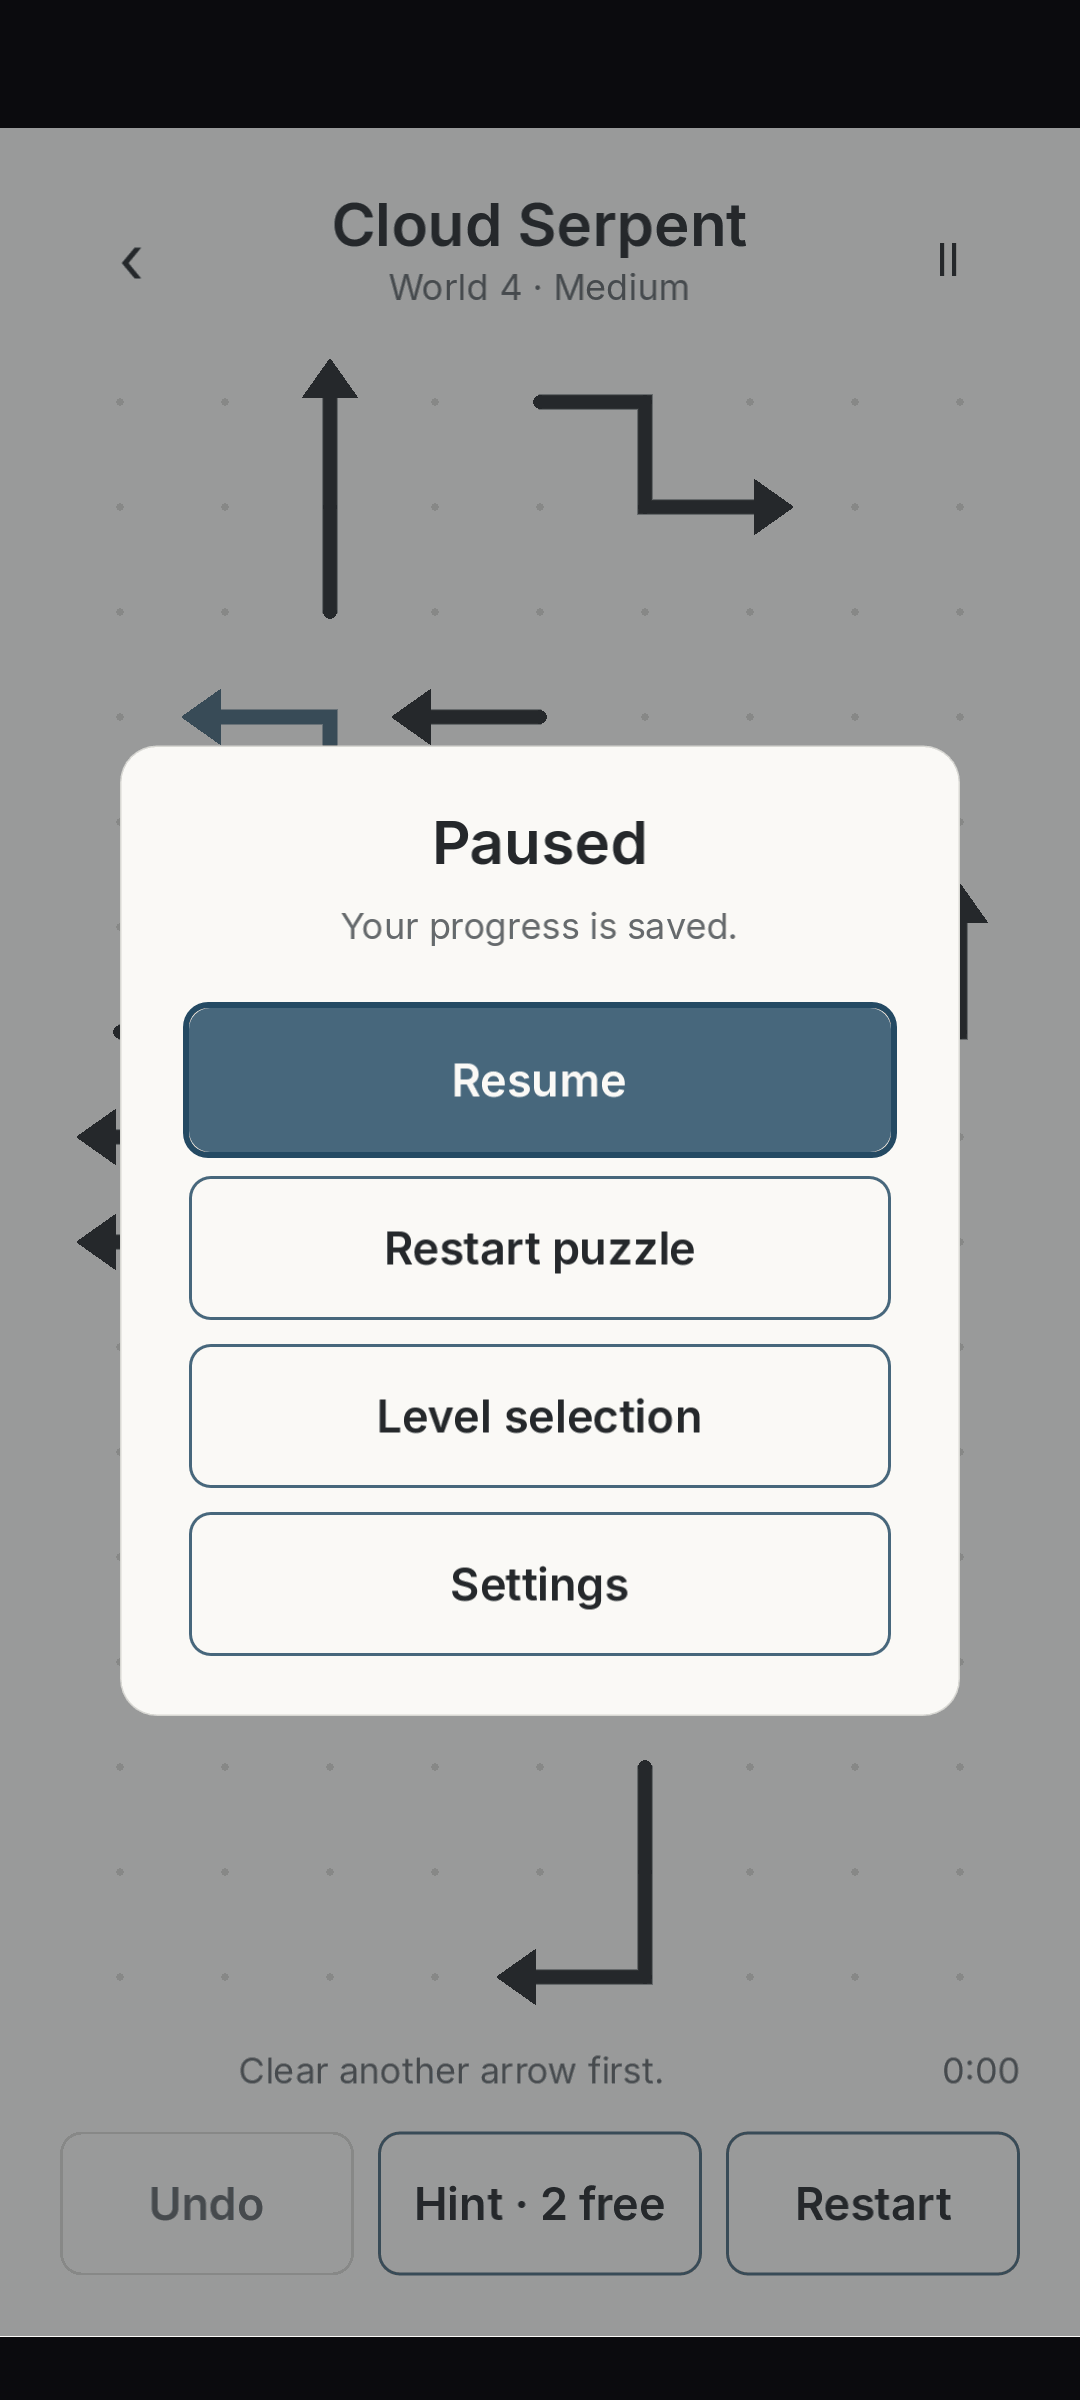 Cloud Serpent
World 4 · Medium
Paused
Your progress is saved.
Resume
Restart puzzle
Level selection
Settings
Clear another arrow first.
0:00
Undo
Hint · 2 free
Restart